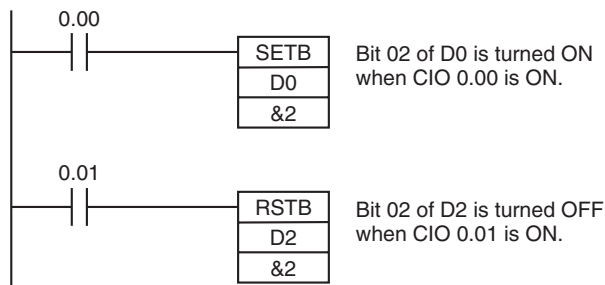 0.00
SETB
D0
&2
Bit 02 of D0 is turned ON
when CIO 0.00 is ON.
0.01
RSTB
D2
&2
Bit 02 of D2 is turned OFF
when CIO 0.01 is ON.